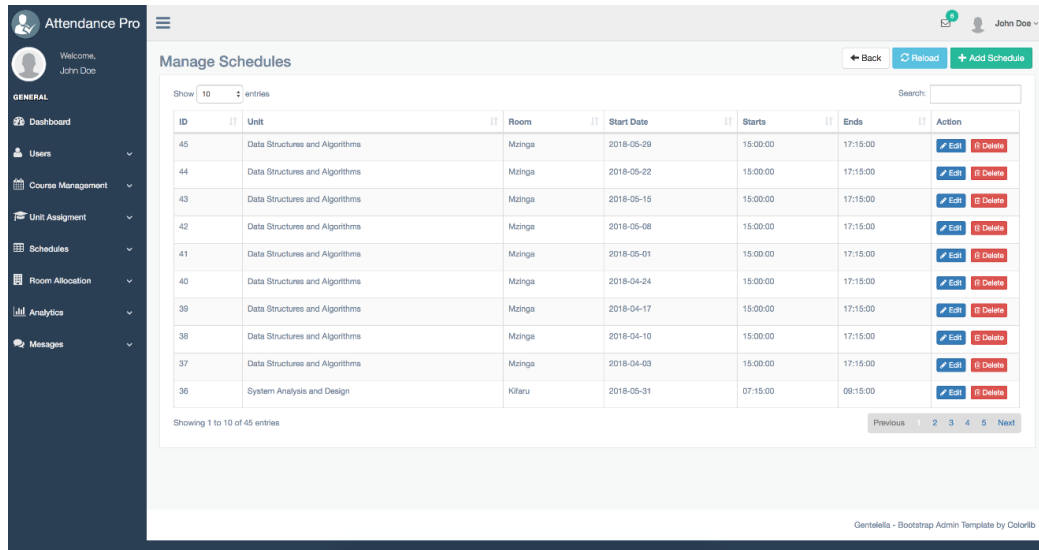 Attendance Pro
6
John Doe
Welcome,
John Doe
GENERAL
Dashboard
Users
Course Management
Unit Assigment
Schedules
Room Allocation
Analytics
Mesages
Manage Schedules
Back Reload Add Schedule
Show 10 entries Search:
ID Unit Room Start Date Starts Ends Action
45 Data Structures and Algorithms Mzinga 2018-05-29 15:00:00 17:15:00 Edit Delete
44 Data Structures and Algorithms Mzinga 2018-05-22 15:00:00 17:15:00 Edit Delete
43 Data Structures and Algorithms Mzinga 2018-05-15 15:00:00 17:15:00 Edit Delete
42 Data Structures and Algorithms Mzinga 2018-05-08 15:00:00 17:15:00 Edit Delete
41 Data Structures and Algorithms Mzinga 2018-05-01 15:00:00 17:15:00 Edit Delete
40 Data Structures and Algorithms Mzinga 2018-04-24 15:00:00 17:15:00 Edit Delete
39 Data Structures and Algorithms Mzinga 2018-04-17 15:00:00 17:15:00 Edit Delete
38 Data Structures and Algorithms Mzinga 2018-04-10 15:00:00 17:15:00 Edit Delete
37 Data Structures and Algorithms Mzinga 2018-04-03 15:00:00 17:15:00 Edit Delete
36 System Analysis and Design Kifaru 2018-05-31 07:15:00 09:15:00 Edit Delete
Showing 1 to 10 of 45 entries Previous 1 2 3 4 5 Next
Gentelella - Bootstrap Admin Template by Colorlib